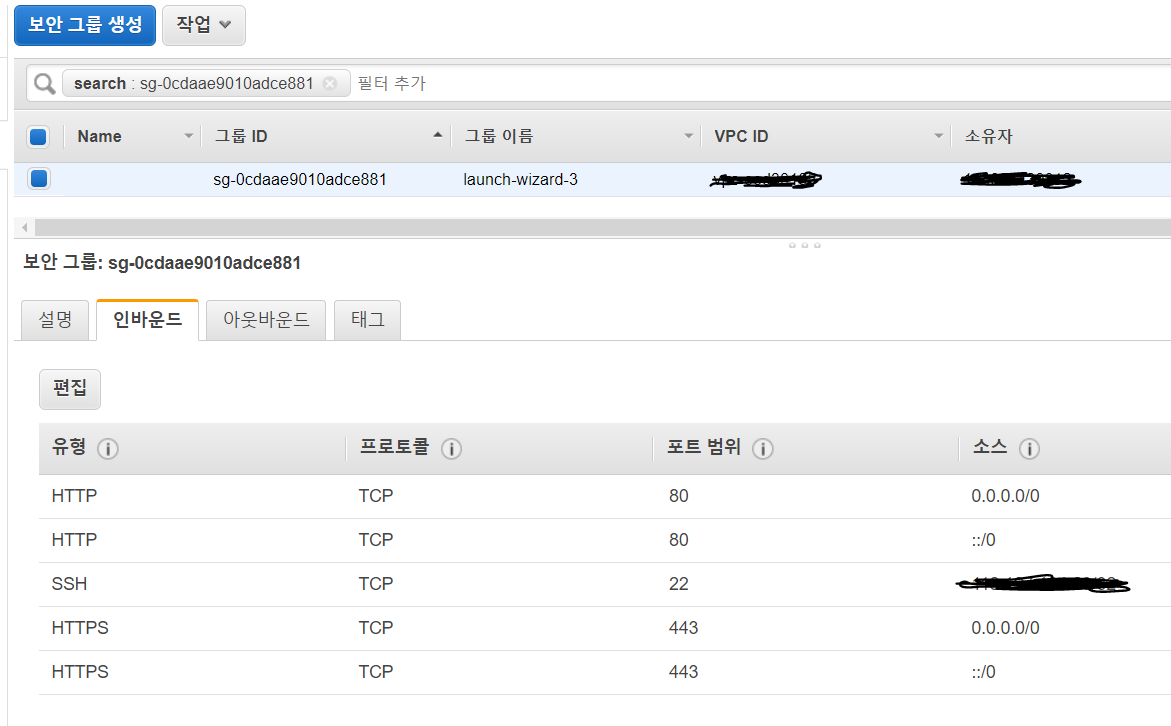 보안 그룹 생성 작업
search : sg-0cdaae9010adce881 필터 추가
Name 그룹 ID 그룹 이름 VPC ID 소유자
sg-0cdaae9010adce881 launch-wizard-3
보안 그룹: sg-0cdaae9010adce881
설명 인바운드 아웃바운드 태그
편집
유형 프로토콜 포트 범위 소스
HTTP TCP 80 0.0.0.0/0
HTTP TCP 80 ::/0
SSH TCP 22
HTTPS TCP 443 0.0.0.0/0
HTTPS TCP 443 ::/0